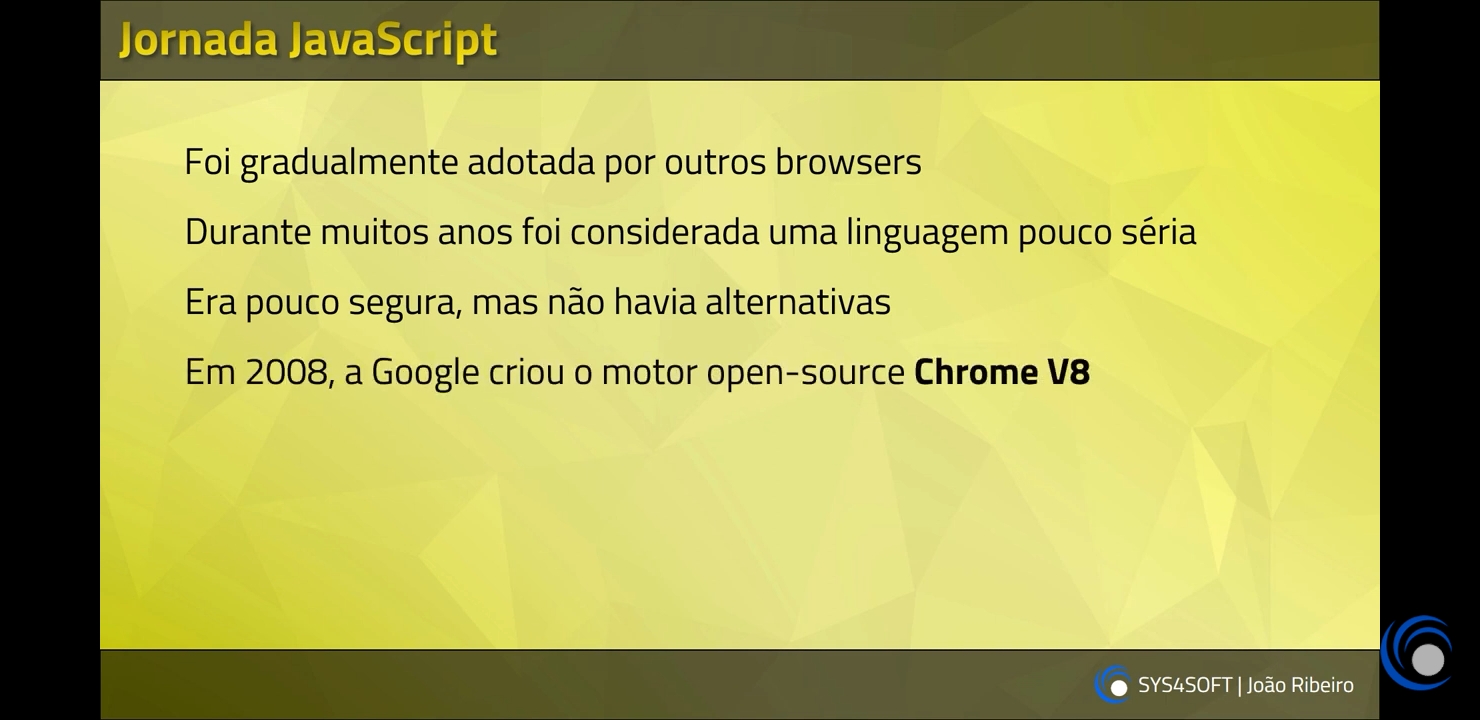 Jornada JavaScript
Foi gradualmente adotada por outros browsers
Durante muitos anos foi considerada uma linguagem pouco séria
Era pouco segura, mas não havia alternativas
Em 2008, a Google criou o motor open-source Chrome V8
SYS4SOFT | João Ribeiro